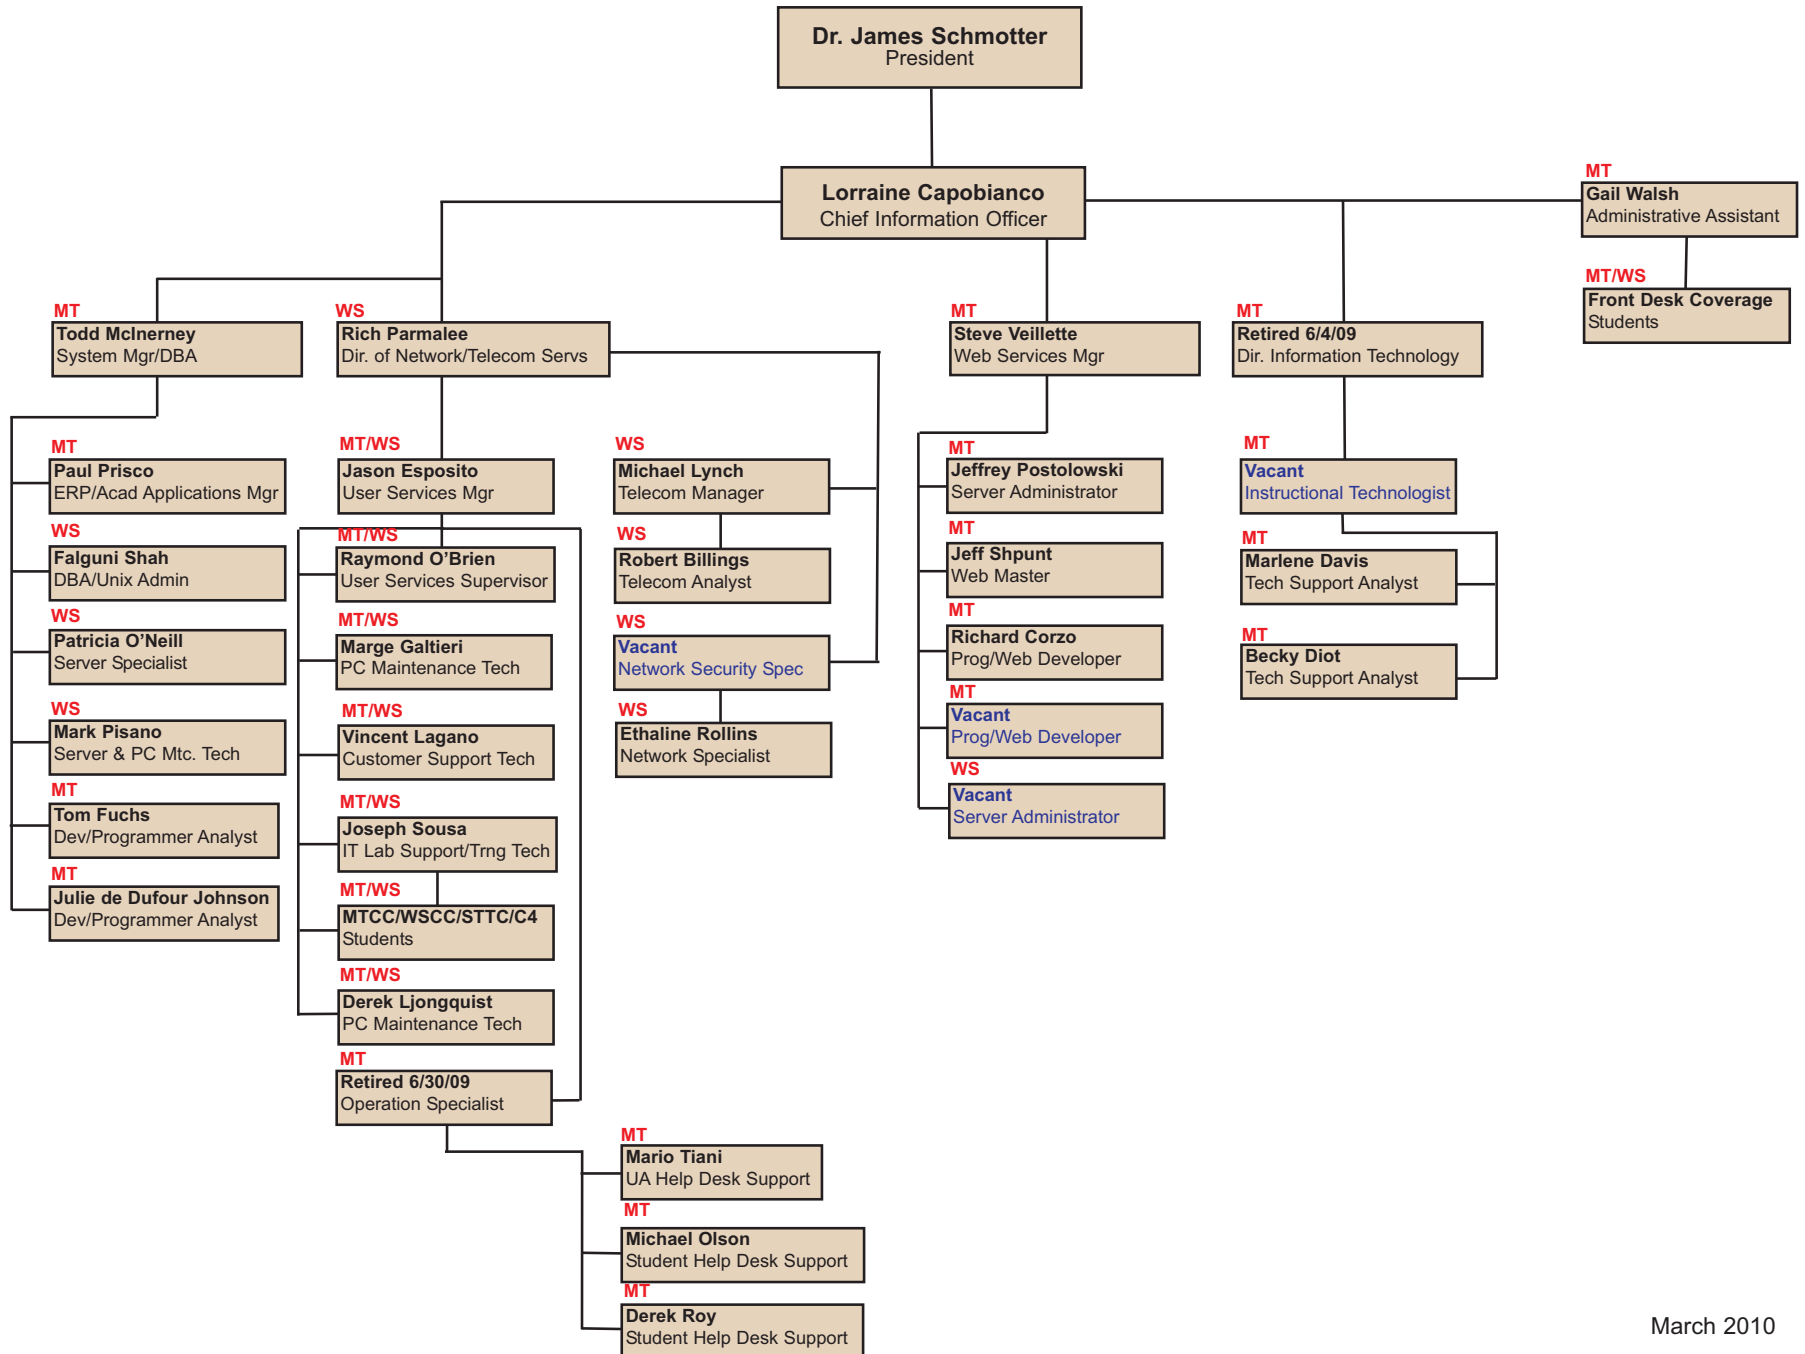 Dr. James Schmotter
President
Lorraine Capobianco
Chief Information Officer
MT
Gail Walsh
Administrative Assistant
MT/WS
Front Desk Coverage
Students
MT
Todd McInerney
System Mgr/DBA
WS
Rich Parmalee
Dir. of Network/Telecom Servs
MT
Steve Veillette
Web Services Mgr
MT
Retired 6/4/09
Dir. Information Technology
MT
Paul Prisco
ERP/Acad Applications Mgr
WS
Falguni Shah
DBA/Unix Admin
WS
Patricia O’Neill
Server Specialist
WS
Mark Pisano
Server & PC Mtc. Tech
MT
Tom Fuchs
Dev/Programmer Analyst
MT
Julie de Dufour Johnson
Dev/Programmer Analyst
MT/WS
Jason Esposito
User Services Mgr
MT/WS
Raymond O’Brien
User Services Supervisor
MT/WS
Marge Galtieri
PC Maintenance Tech
MT/WS
Vincent Lagano
Customer Support Tech
MT/WS
Joseph Sousa
IT Lab Support/Trng Tech
MT/WS
MTCC/WSCC/STTC/C4
Students
MT/WS
Derek Ljongquist
PC Maintenance Tech
MT
Retired 6/30/09
Operation Specialist
MT
Mario Tiani
UA Help Desk Support
MT
Michael Olson
Student Help Desk Support
MT
Derek Roy
Student Help Desk Support
WS
Michael Lynch
Telecom Manager
WS
Robert Billings
Telecom Analyst
WS
Vacant
Network Security Spec
WS
Ethaline Rollins
Network Specialist
MT
Jeffrey Postolowski
Server Administrator
MT
Jeff Shpunt
Web Master
MT
Richard Corzo
Prog/Web Developer
MT
Vacant
Prog/Web Developer
WS
Vacant
Server Administrator
MT
Vacant
Instructional Technologist
MT
Marlene Davis
Tech Support Analyst
MT
Becky Diot
Tech Support Analyst
March 2010